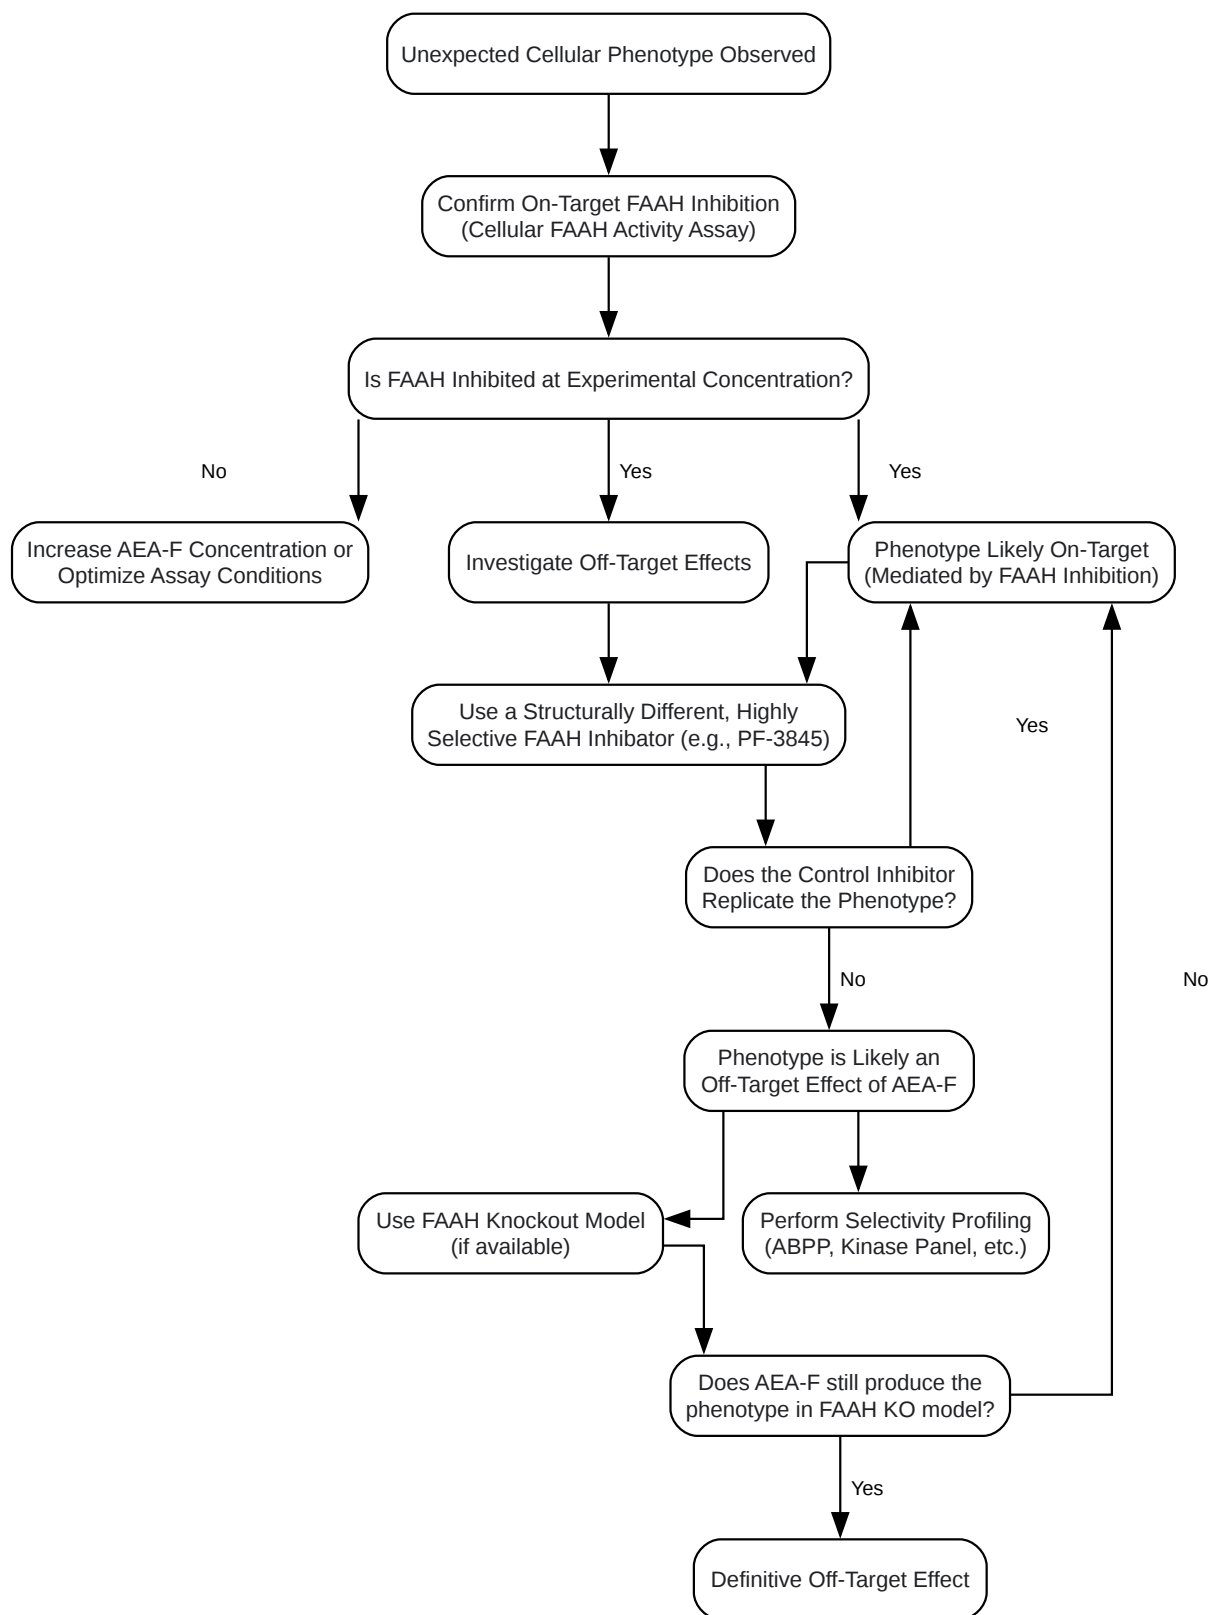 Unexpected Cellular Phenotype Observed
Confirm On-Target FAAH Inhibition
(Cellular FAAH Activity Assay)
Is FAAH Inhibited at Experimental Concentration?
No
Yes
Yes
Increase AEA-F Concentration or
Optimize Assay Conditions
Investigate Off-Target Effects
Phenotype Likely On-Target
(Mediated by FAAH Inhibition)
Use a Structurally Different, Highly
Selective FAAH Inhibator (e.g., PF-3845)
Yes
Does the Control Inhibitor
Replicate the Phenotype?
No
No
Phenotype is Likely an
Off-Target Effect of AEA-F
Use FAAH Knockout Model
(if available)
Perform Selectivity Profiling
(ABPP, Kinase Panel, etc.)
Does AEA-F still produce the
phenotype in FAAH KO model?
Yes
Definitive Off-Target Effect